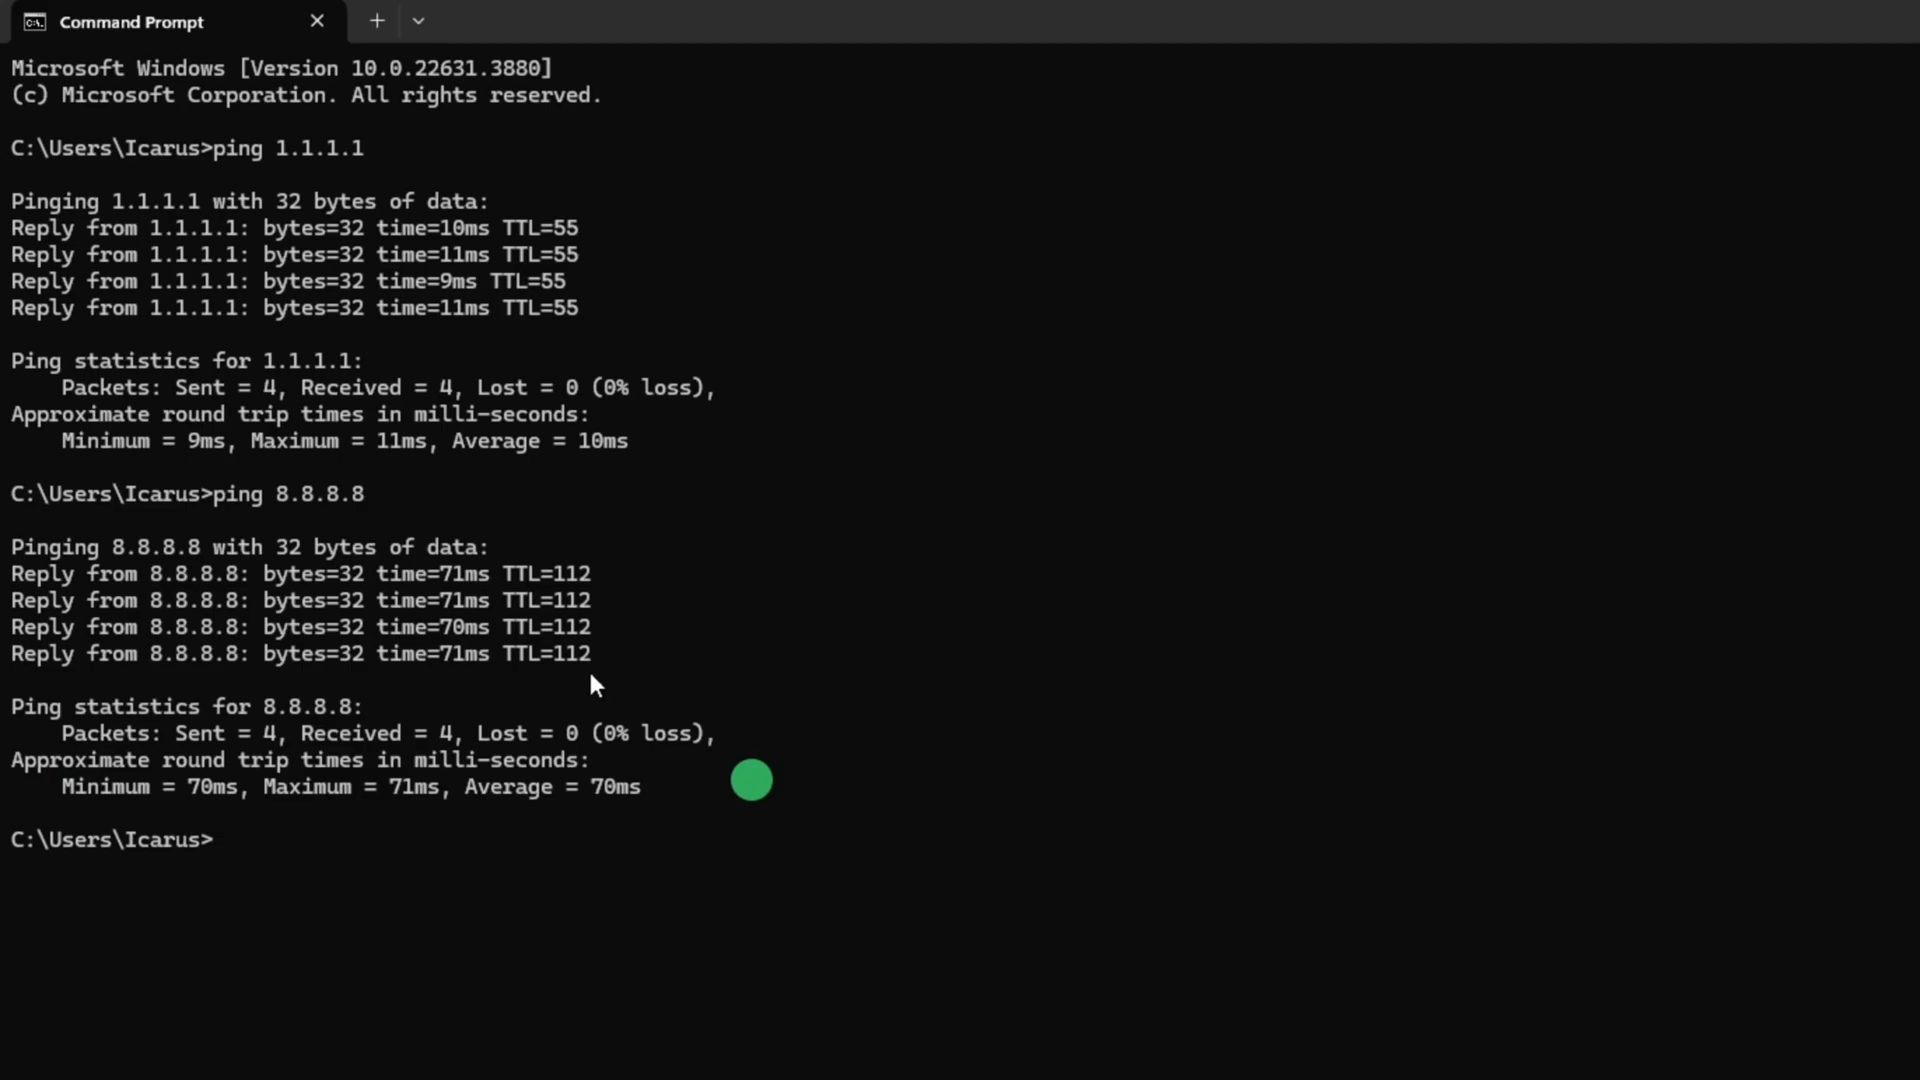 Command Prompt
Microsoft Windows [Version 10.0.22631.3880]
(c) Microsoft Corporation. All rights reserved.
C:\Users\Icarus>ping 1.1.1.1
Pinging 1.1.1.1 with 32 bytes of data:
Reply from 1.1.1.1: bytes=32 time=10ms TTL=55
Reply from 1.1.1.1: bytes=32 time=11ms TTL=55
Reply from 1.1.1.1: bytes=32 time=9ms TTL=55
Reply from 1.1.1.1: bytes=32 time=11ms TTL=55
Ping statistics for 1.1.1.1:
    Packets: Sent = 4, Received = 4, Lost = 0 (0% loss),
Approximate round trip times in milli-seconds:
    Minimum = 9ms, Maximum = 11ms, Average = 10ms
C:\Users\Icarus>ping 8.8.8.8
Pinging 8.8.8.8 with 32 bytes of data:
Reply from 8.8.8.8: bytes=32 time=71ms TTL=112
Reply from 8.8.8.8: bytes=32 time=71ms TTL=112
Reply from 8.8.8.8: bytes=32 time=70ms TTL=112
Reply from 8.8.8.8: bytes=32 time=71ms TTL=112
Ping statistics for 8.8.8.8:
    Packets: Sent = 4, Received = 4, Lost = 0 (0% loss),
Approximate round trip times in milli-seconds:
    Minimum = 70ms, Maximum = 71ms, Average = 70ms
C:\Users\Icarus>